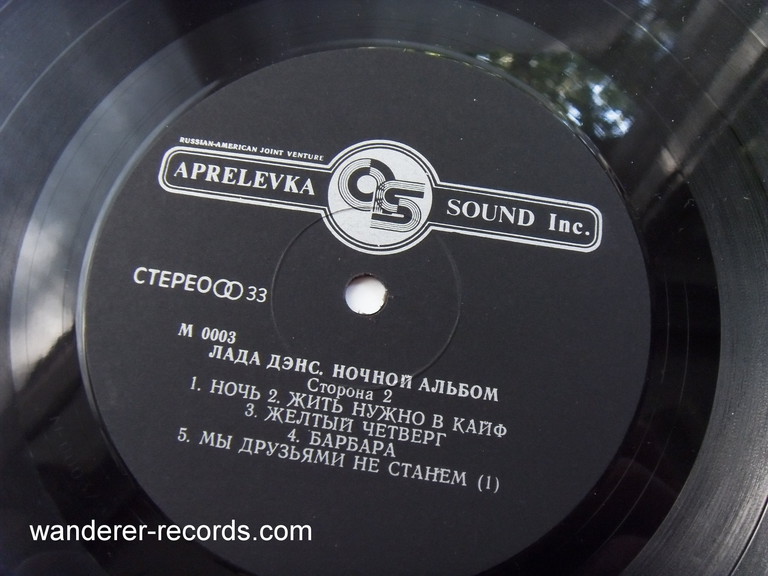 RUSSIAN-AMERICAN JOINT VENTURE
APRELEVKA SOUND Inc.
СТЕРЕО 33
М 0003
ЛАДА ДЭНС. НОЧНОЙ АЛЬБОМ
Сторона 2
1. НОЧЬ 2. ЖИТЬ НУЖНО В КАЙФ
3. ЖЕЛТЫЙ ЧЕТВЕРГ
4. БАРБАРА
5. МЫ ДРУЗЬЯМИ НЕ СТАНЕМ (1)
wanderer-records.com